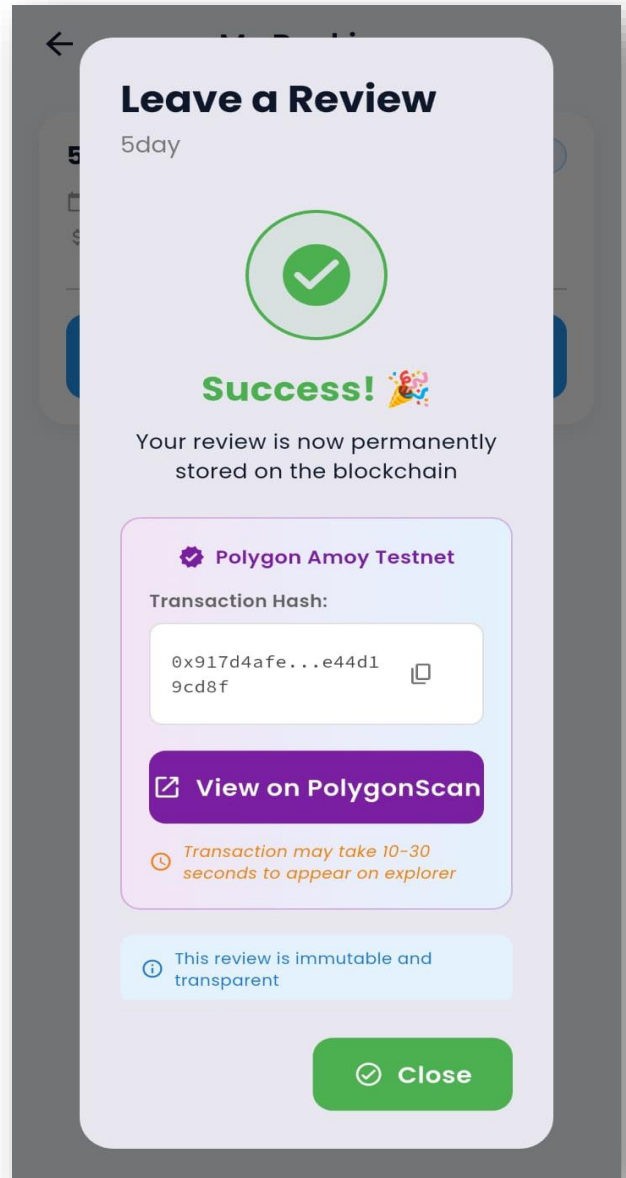 Leave a Review
5day
Success! 🎉
Your review is now permanently
stored on the blockchain
Polygon Amoy Testnet
Transaction Hash:
0x917d4afe...e44d1
9cd8f
View on PolygonScan
Transaction may take 10-30
seconds to appear on explorer
This review is immutable and
transparent
Close